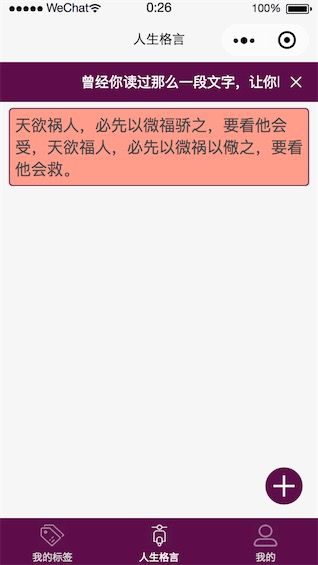 WeChat
0:26
100%
人生格言
曾经你读过那么一段文字，让你
天欲祸人，必先以微福骄之，要看他会
受，天欲福人，必先以微祸以儆之，要看
他会救。
我的标签
人生格言
我的